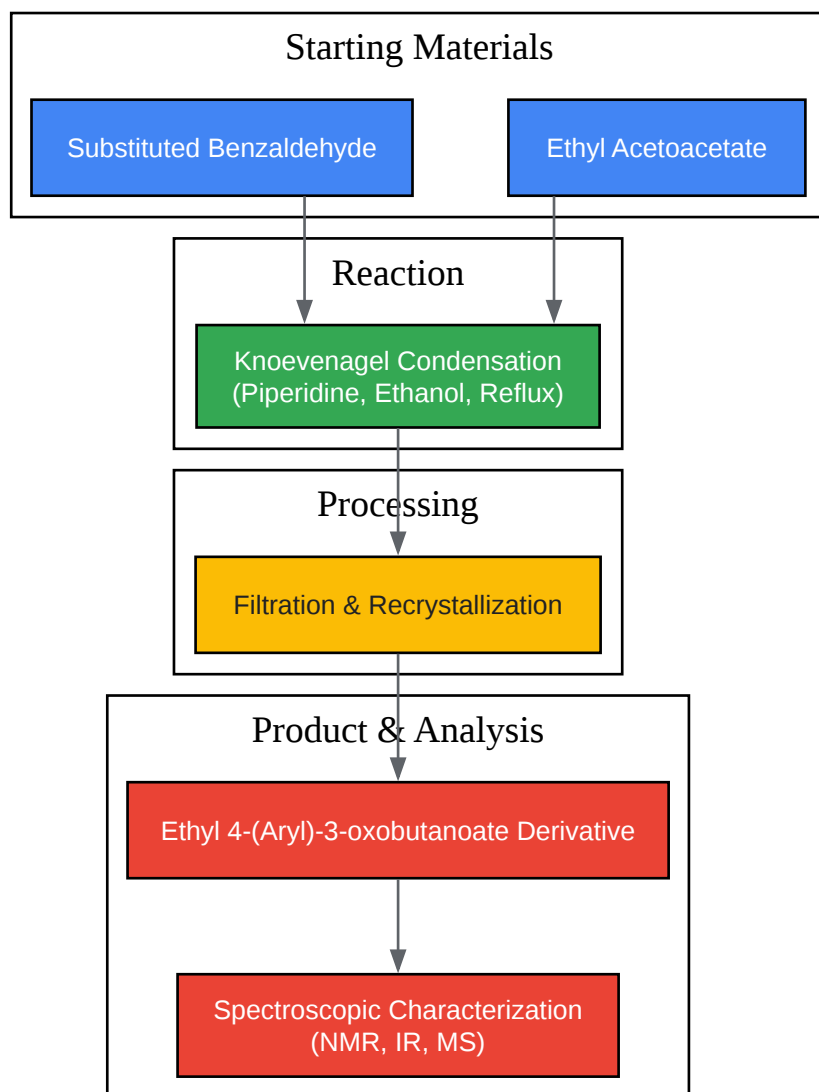 Starting Materials
Substituted Benzaldehyde
Ethyl Acetoacetate
Reaction
Knoevenagel Condensation
(Piperidine, Ethanol, Reflux)
Processing
Filtration & Recrystallization
Product & Analysis
Ethyl 4-(Aryl)-3-oxobutanoate Derivative
Spectroscopic Characterization
(NMR, IR, MS)